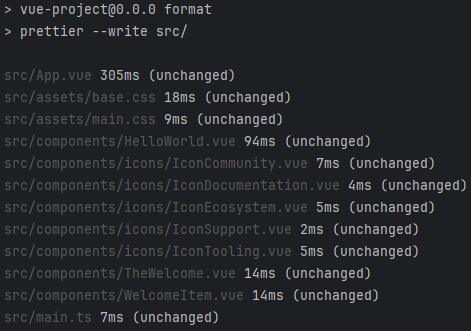 > vue-project@0.0.0 format
> prettier --write src/
src/App.vue 305ms (unchanged)
src/assets/base.css 18ms (unchanged)
src/assets/main.css 9ms (unchanged)
src/components/HelloWorld.vue 94ms (unchanged)
src/components/icons/IconCommunity.vue 7ms (unchanged)
src/components/icons/IconDocumentation.vue 4ms (unchanged)
src/components/icons/IconEcosystem.vue 5ms (unchanged)
src/components/icons/IconSupport.vue 2ms (unchanged)
src/components/icons/IconTooling.vue 5ms (unchanged)
src/components/TheWelcome.vue 14ms (unchanged)
src/components/WelcomeItem.vue 14ms (unchanged)
src/main.ts 7ms (unchanged)